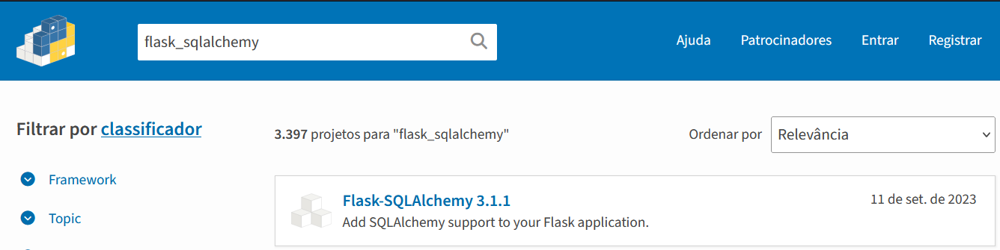 flask_sqlalchemy
Ajuda
Patrocinadores
Entrar
Registrar
Filtrar por classificador
Framework
Topic
3.397 projetos para "flask_sqlalchemy"
Ordenar por
Relevância
Flask-SQLAlchemy 3.1.1
11 de set. de 2023
Add SQLAlchemy support to your Flask application.